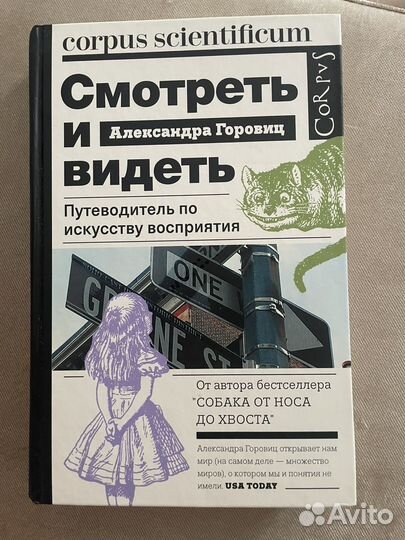 corpus scientificum
CORPVS
Смотреть
и
Александра Горовиц
видеть
Путеводитель по
искусству восприятия
ONE
GREENE ST
От автора бестселлера
"СОБАКА ОТ НОСА
ДО ХВОСТА"
Александра Горовиц открывает нам
мир (на самом деле — множество
миров), о котором мы и понятия не
имели. USA TODAY
Avito